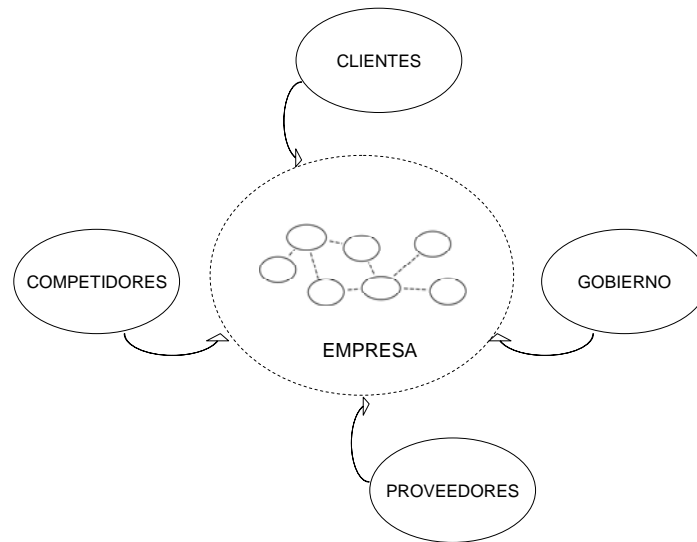 CLIENTES
COMPETIDORES
GOBIERNO
EMPRESA
PROVEEDORES